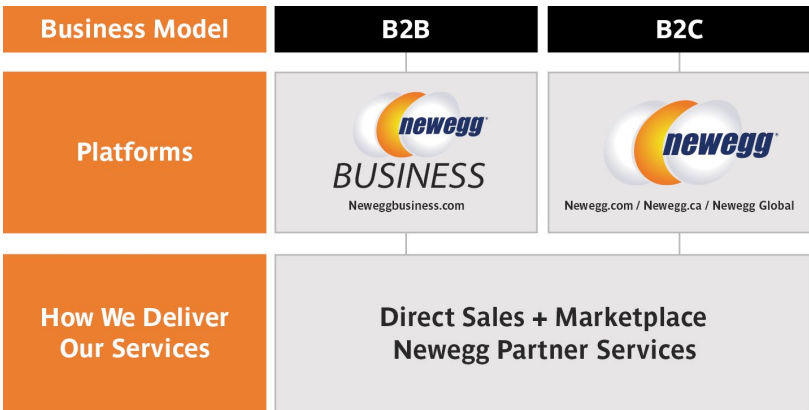 Business Model
B2B
B2C
Platforms
newegg
BUSINESS
Neweggbusiness.com
newegg
Newegg.com / Newegg.ca / Newegg Global
How We Deliver
Our Services
Direct Sales + Marketplace
Newegg Partner Services